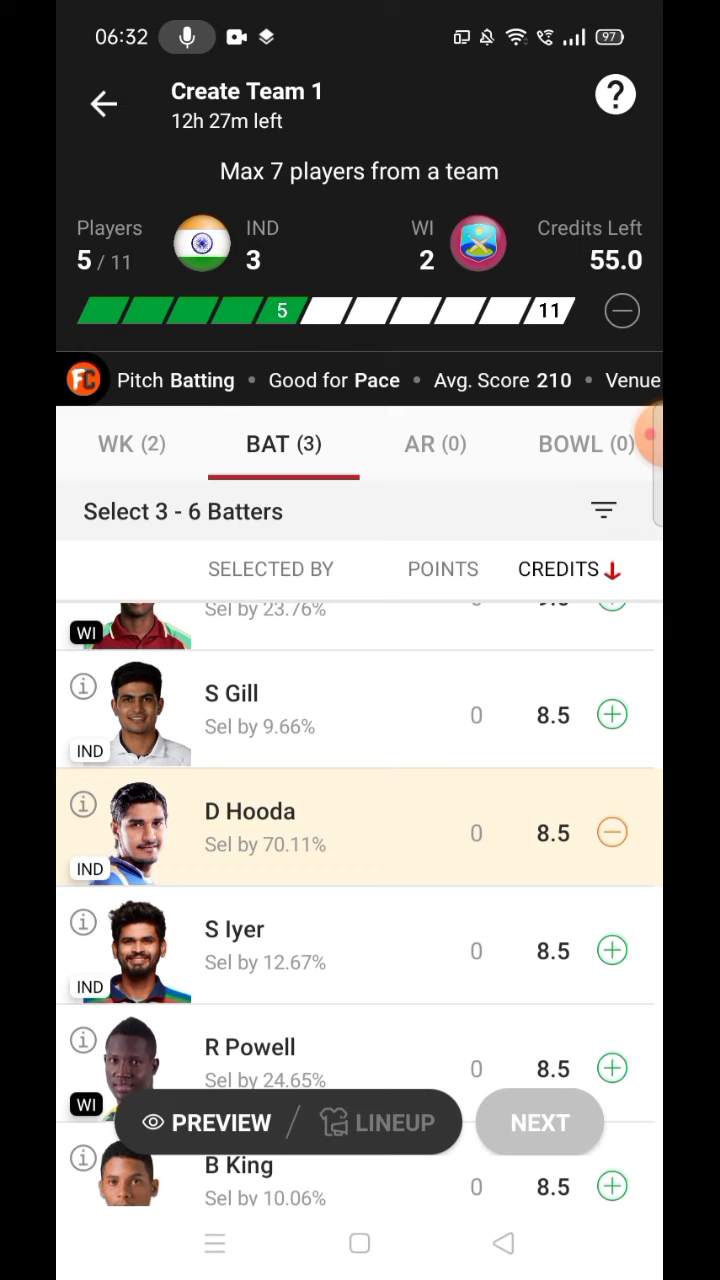 06:32
97
Create Team 1
12h 27m left
?
Max 7 players from a team
Players IND WI Credits Left
5 / 11 3 2 55.0
5 11
FC Pitch Batting • Good for Pace • Avg. Score 210 • Venue
WK (2) BAT (3) AR (0) BOWL (0)
Select 3 - 6 Batters
SELECTED BY POINTS CREDITS
Sel by 23.76%
WI
S Gill
Sel by 9.66% 0 8.5
IND
D Hooda
Sel by 70.11% 0 8.5
IND
S Iyer
Sel by 12.67% 0 8.5
IND
R Powell
Sel by 24.65% 0 8.5
WI
PREVIEW / LINEUP NEXT
B King
Sel by 10.06% 0 8.5